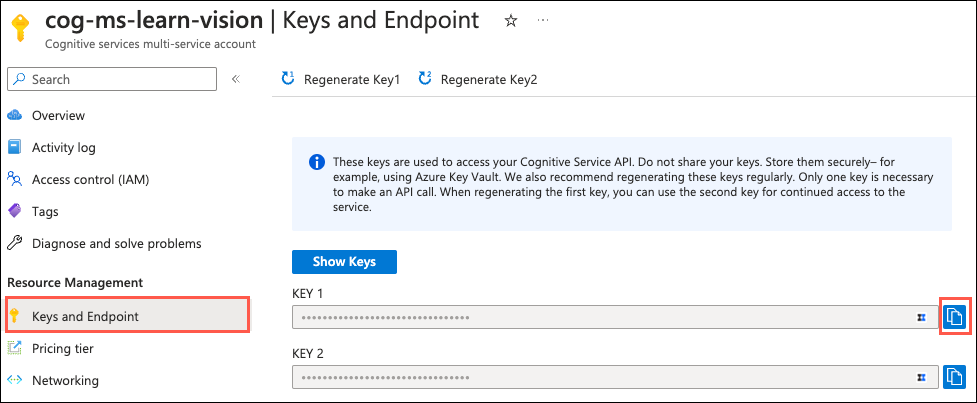 cog-ms-learn-vision | Keys and Endpoint
Cognitive services multi-service account
Search
Overview
Activity log
Access control (IAM)
Tags
Diagnose and solve problems
Resource Management
Keys and Endpoint
Pricing tier
Networking
Regenerate Key1
Regenerate Key2
These keys are used to access your Cognitive Service API. Do not share your keys. Store them securely– for
example, using Azure Key Vault. We also recommend regenerating these keys regularly. Only one key is necessary
to make an API call. When regenerating the first key, you can use the second key for continued access to the
service.
Show Keys
KEY 1
KEY 2